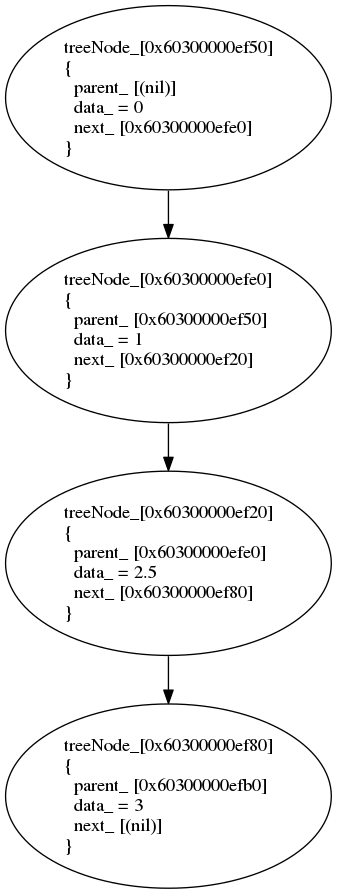 treeNode_[0x60300000ef50]
{
parent_ [(nil)]
data_ = 0
next_ [0x60300000efe0]
}
treeNode_[0x60300000efe0]
{
parent_ [0x60300000ef50]
data_ = 1
next_ [0x60300000ef20]
}
treeNode_[0x60300000ef20]
{
parent_ [0x60300000efe0]
data_ = 2.5
next_ [0x60300000ef80]
}
treeNode_[0x60300000ef80]
{
parent_ [0x60300000efb0]
data_ = 3
next_ [(nil)]
}